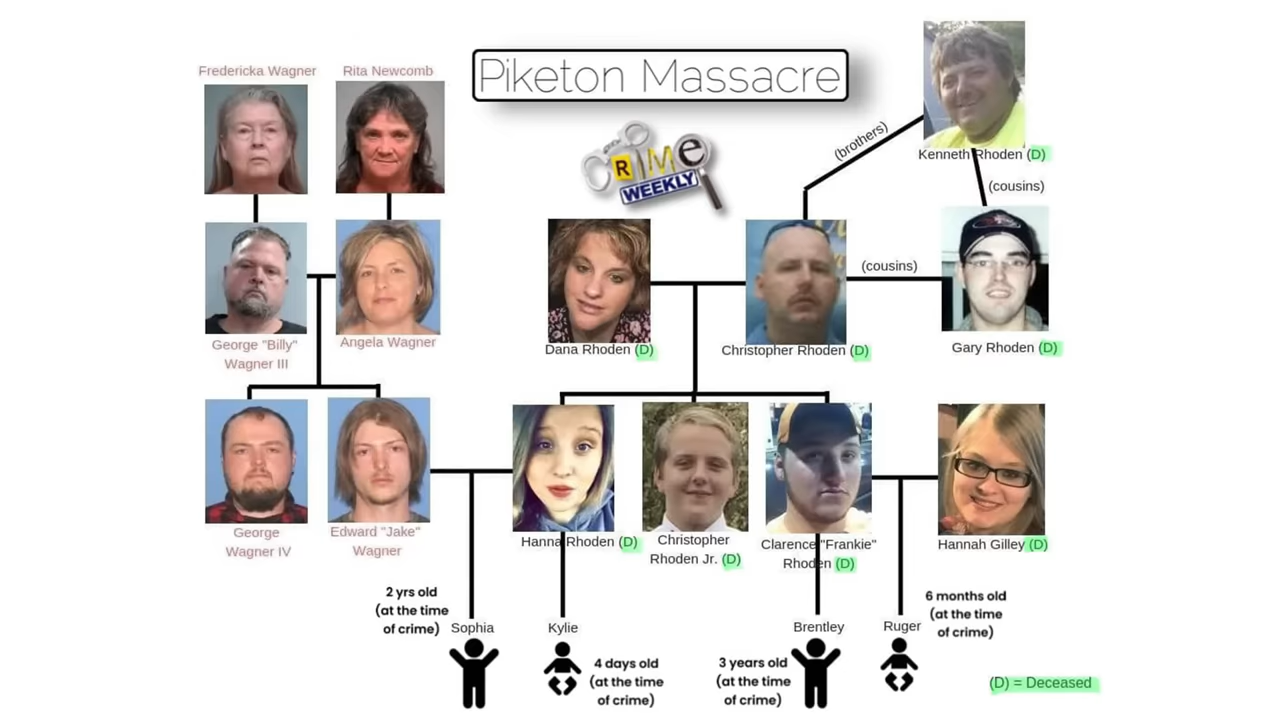 Fredericka Wagner
Rita Newcomb
Piketon Massacre
CRiMe
WEEKLY
(brothers)
Kenneth Rhoden (D)
(cousins)
George "Billy"
Wagner III
Angela Wagner
Dana Rhoden (D)
Christopher Rhoden (D)
(cousins)
Gary Rhoden (D)
George
Wagner IV
Edward "Jake"
Wagner
Hanna Rhoden (D)
Christopher
Rhoden Jr. (D)
Clarence "Frankie"
Rhoden (D)
Hannah Gilley (D)
2 yrs old
(at the time
of crime)
Sophia
Kylie
4 days old
(at the time
of crime)
3 years old
(at the time
of crime)
Brentley
Ruger
6 months old
(at the time
of crime)
(D) = Deceased